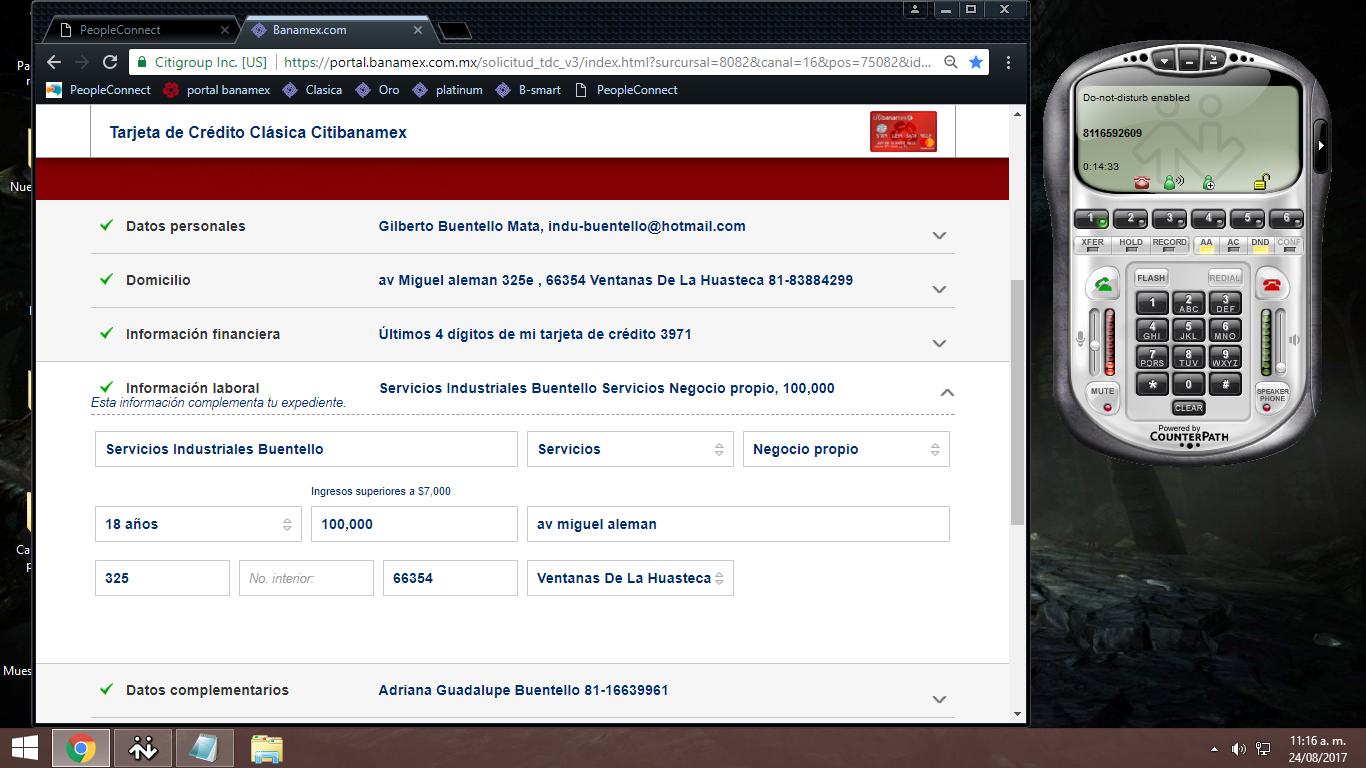 PeopleConnect
Banamex.com
Citigroup Inc. [US]
https://portal.banamex.com.mx/solicitud_tdc_v3/index.html?surcursal=8082&canal=16&pos=75082&id...
PeopleConnect
portal banamex
Clasica
Oro
platinum
B-smart
PeopleConnect
Tarjeta de Crédito Clásica Citibanamex
citibanamex
Datos personales
Gilberto Buentello Mata, indu-buentello@hotmail.com
Domicilio
av Miguel aleman 325e , 66354 Ventanas De La Huasteca 81-83884299
Información financiera
Últimos 4 dígitos de mi tarjeta de crédito 3971
Información laboral
Servicios Industriales Buentello Servicios Negocio propio, 100,000
Esta información complementa tu expediente.
Servicios Industriales Buentello
Servicios
Negocio propio
Ingresos superiores a $7,000
18 años
100,000
av miguel aleman
325
No. interior:
66354
Ventanas De La Huasteca
Datos complementarios
Adriana Guadalupe Buentello 81-16639961
Do-not-disturb enabled
8116592609
0:14:33
1 2 3 4 5 6
XFER HOLD RECORD AA AC DND CONF
FLASH REDIAL
1 2 ABC 3 DEF
4 GHI 5 JKL 6 MNO
7 PQRS 8 TUV 9 WXYZ
* 0 #
MUTE
CLEAR
SPEAKER
PHONE
Powered by
COUNTERPATH
Pa
Nue
Ca
Mues
11:16 a. m.
24/08/2017